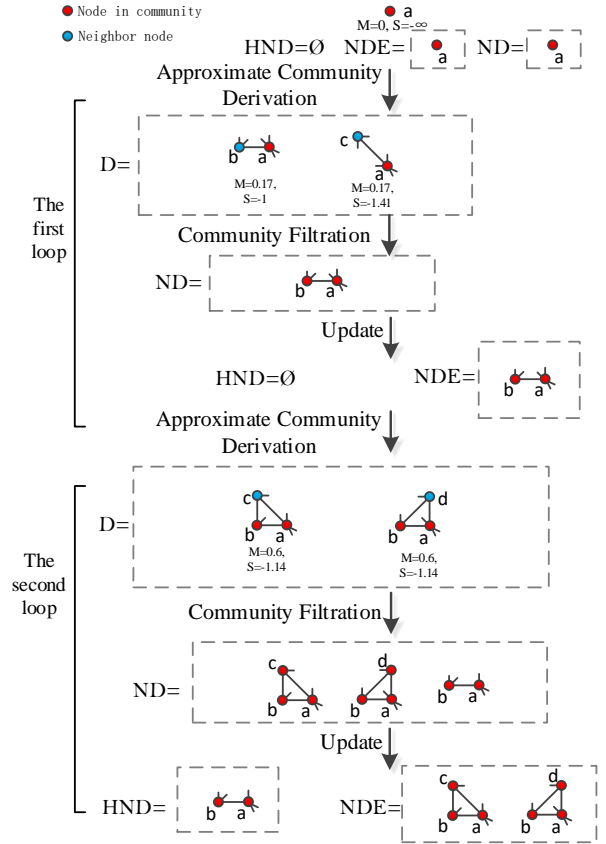 Node in community
Neighbor node
a
M=0, S=-∞
HND=Ø NDE= a ND= a
Approximate Community
Derivation
The
first
loop
D=
b a
M=0.17,
S=-1
c
a
M=0.17,
S=-1.41
Community Filtration
ND=
b a
Update
HND=Ø
NDE=
b a
Approximate Community
Derivation
The
second
loop
D=
c
b a
M=0.6,
S=-1.14
d
b a
M=0.6,
S=-1.14
Community Filtration
ND=
c
b a
d
b a
b a
Update
HND=
b a
NDE=
c
b a
d
b a